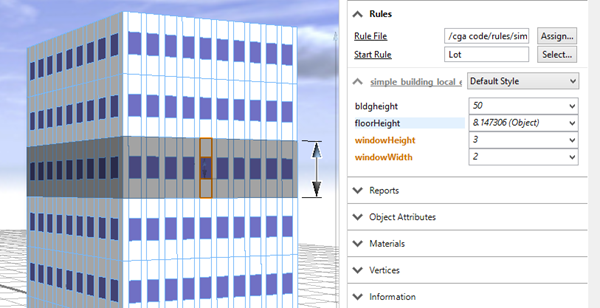 Rules
Rule File /cga code/rules/sim Assign...
Start Rule Lot Select...
simple_building_local_e Default Style
bldgheight 50
floorHeight 8.147306 (Object)
windowHeight 3
windowWidth 2
Reports
Object Attributes
Materials
Vertices
Information